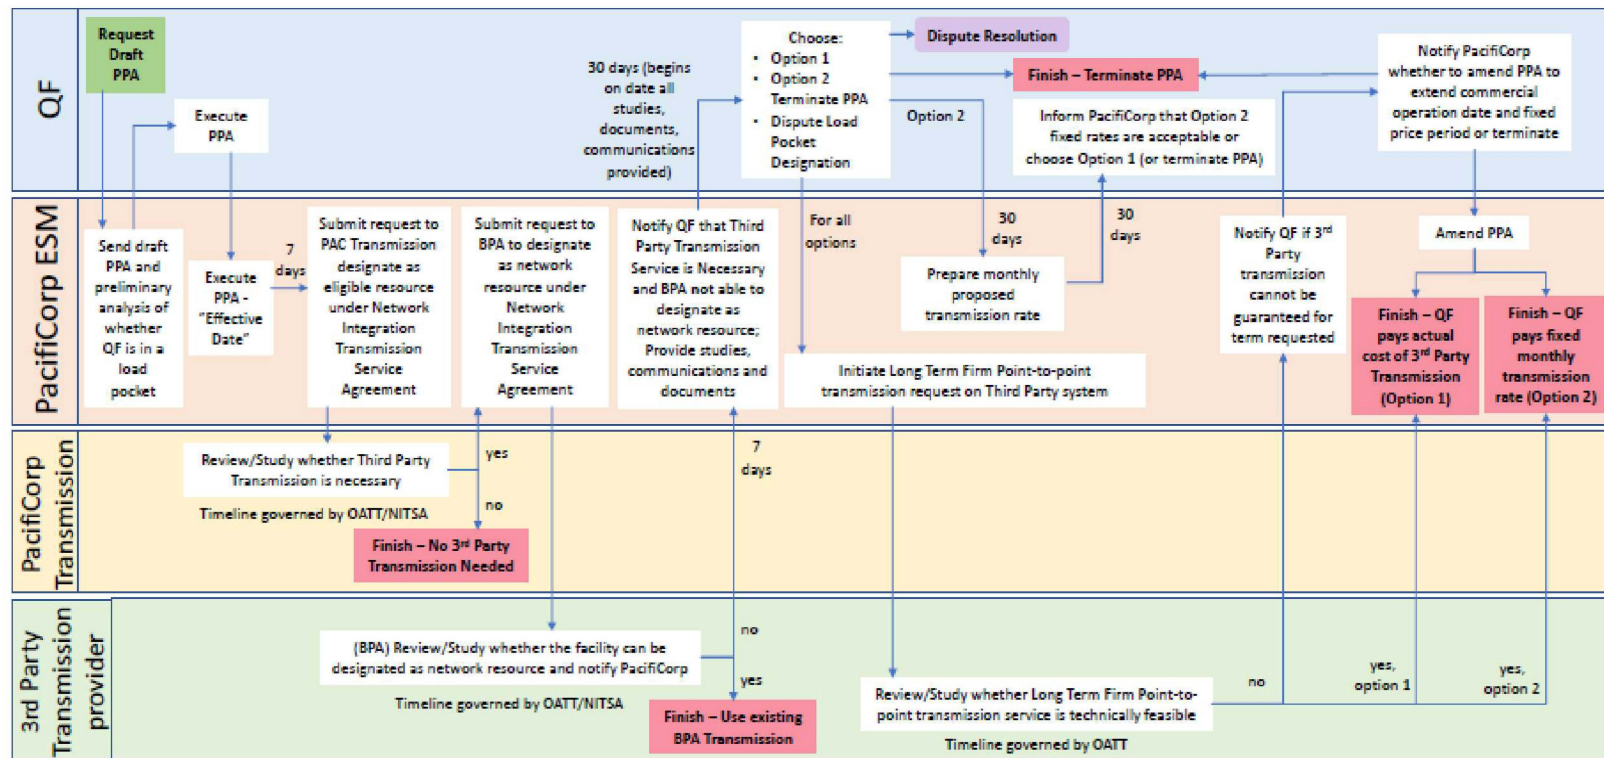 QF
Request
Draft
PPA
Execute
PPA
30 days (begins
on date all
studies,
documents,
communications
provided)
Choose:
• Option 1
• Option 2
Terminate PPA
• Dispute Load
Pocket
Designation
Dispute Resolution
Finish – Terminate PPA
Option 2
Inform PacifiCorp that Option 2
fixed rates are acceptable or
choose Option 1 (or terminate PPA)
Notify PacifiCorp
whether to amend PPA to
extend commercial
operation date and fixed
price period or terminate
PacifiCorp ESM
Send draft
PPA and
preliminary
analysis of
whether
QF is in a
load
pocket
Execute
PPA -
“Effective
Date”
7
days
Submit request to
PAC Transmission
designate as
eligible resource
under Network
Integration
Transmission
Service
Agreement
Submit request to
BPA to designate
as network
resource under
Network
Integration
Transmission
Service
Agreement
Notify QF that Third
Party Transmission
Service is Necessary
and BPA not able to
designate as
network resource;
Provide studies,
communications and
documents
For all
options
30
days
30
days
Prepare monthly
proposed
transmission rate
Initiate Long Term Firm Point-to-point
transmission request on Third Party system
Notify QF if 3rd
Party
transmission
cannot be
guaranteed for
term requested
Amend PPA
Finish – QF
pays actual
cost of 3rd Party
Transmission
(Option 1)
Finish – QF
pays fixed
monthly
transmission
rate (Option 2)
PacifiCorp
Transmission
Review/Study whether Third Party
Transmission is necessary
Timeline governed by OATT/NITSA
yes
no
Finish – No 3rd Party
Transmission Needed
7
days
3rd Party
Transmission
provider
(BPA) Review/Study whether the facility can be
designated as network resource and notify PacifiCorp
Timeline governed by OATT/NITSA
no
yes
Finish – Use existing
BPA Transmission
Review/Study whether Long Term Firm Point-to-
point transmission service is technically feasible
Timeline governed by OATT
no
yes,
option 1
yes,
option 2